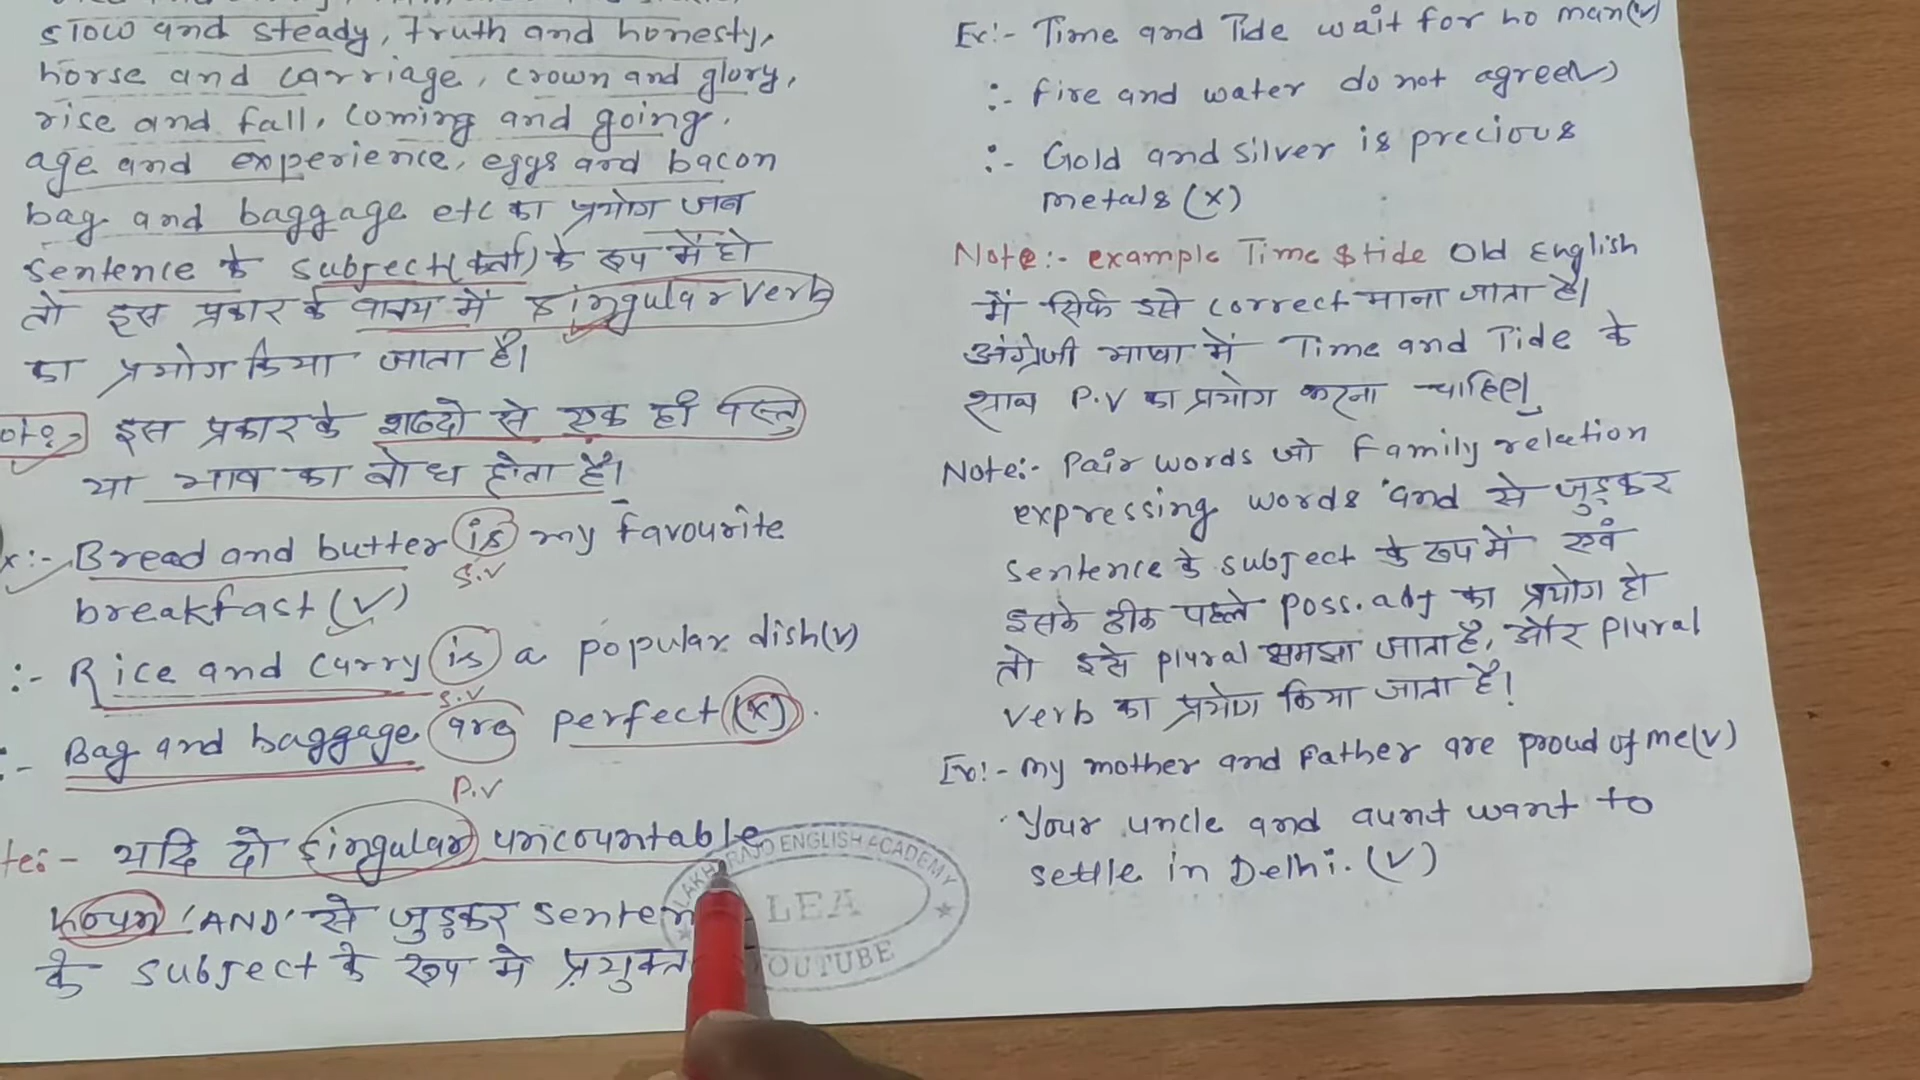 slow and steady, truth and honesty,
horse and carriage, crown and glory,
rise and fall, coming and going.
age and experience, eggs and bacon
bag and baggage etc का प्रयोग जब
sentence के subject(कर्ता) के रूप में हो
तो इस प्रकार के वाक्य में singular verb
का प्रयोग किया जाता है।
इस प्रकार के शब्दो से एक ही वस्तु
या भाव का बोध होता है।
x:- Bread and butter is my favourite
S.V
breakfast (v)
:- Rice and curry is a popular dish(v)
S.V
:- Bag and baggage are perfect (x).
P.V
te:- यदि दो singular uncountable
noun 'AND' से जुड़कर senten
के subject के रूप मे प्रयुक्त
Ex:- Time and Tide wait for no man(v)
:- fire and water do not agree(v)
:- Gold and silver is precious
metals (x)
Note:- example Time & tide Old English
में सिर्फ इसे correct माना जाता है।
अंग्रेजी भाषा में Time and Tide के
साथ P.V का प्रयोग करना चाहिए।
Note:- Pair words जो Family relation
expressing words 'and से जुड़कर
sentence के subject के रूप में एवं
इसके ठीक पहले poss. adj का प्रयोग हो
तो इसे plural समझा जाता है, और plural
verb का प्रयोग किया जाता है।
Ex:- my mother and Father are proud of me(v)
Your uncle and aunt want to
settle in Delhi. (v)
ENGLISH ACADEMY
LEA
OUTUBE